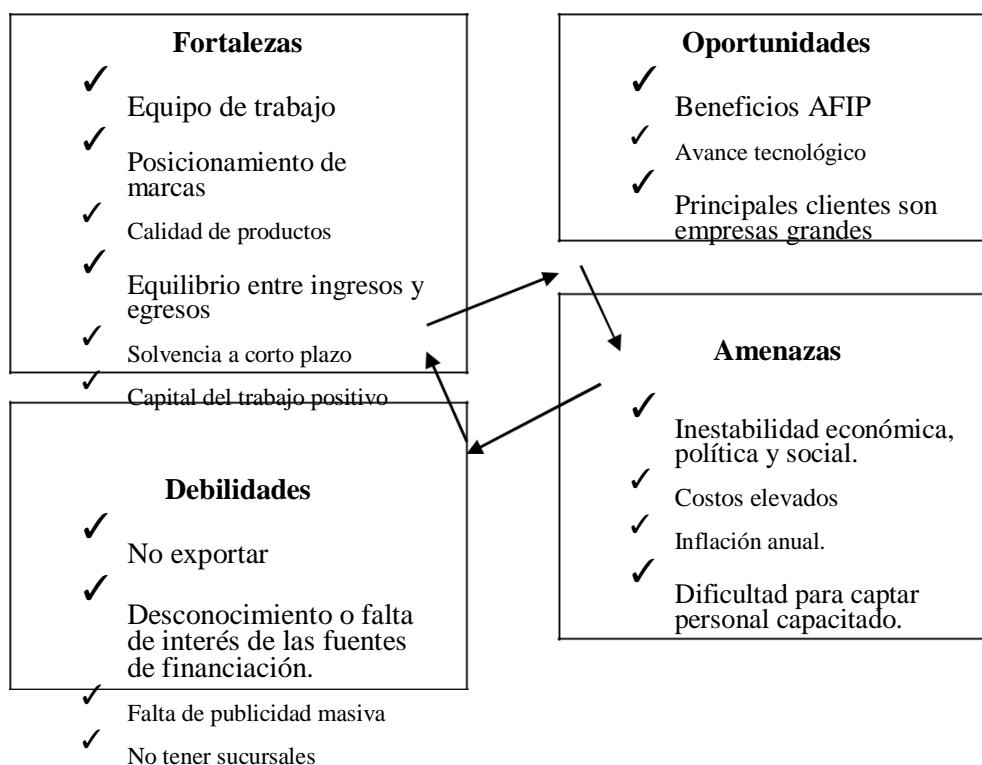 Fortalezas
✓ Equipo de trabajo
✓ Posicionamiento de
marcas
✓ Calidad de productos
✓ Equilibrio entre ingresos y
egresos
✓ Solvencia a corto plazo
✓ Capital del trabajo positivo
Oportunidades
✓ Beneficios AFIP
✓ Avance tecnológico
✓ Principales clientes son
empresas grandes
Debilidades
✓ No exportar
✓ Desconocimiento o falta
de interés de las fuentes
de financiación.
✓ Falta de publicidad masiva
✓ No tener sucursales
Amenazas
✓ Inestabilidad económica,
política y social.
✓ Costos elevados
✓ Inflación anual.
✓ Dificultad para captar
personal capacitado.